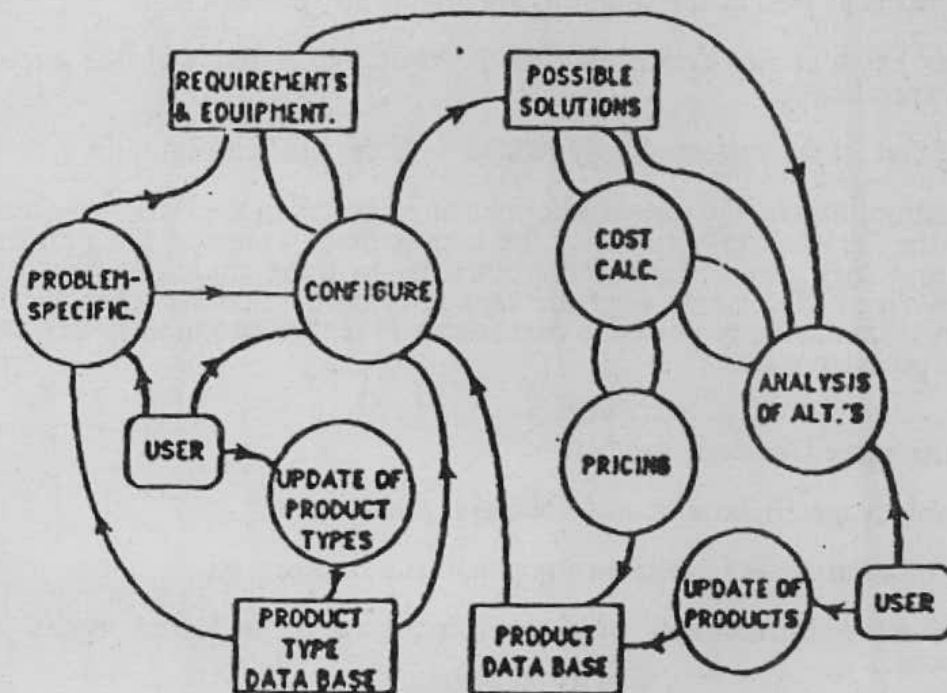 REQUIREMENTS
& EQUIPMENT.
POSSIBLE
SOLUTIONS
PROBLEM-
SPECIFIC.
CONFIGURE
COST
CALC.
ANALYSIS
OF ALT.'S
USER
UPDATE OF
PRODUCT
TYPES
PRICING
PRODUCT
TYPE
DATA BASE
PRODUCT
DATA BASE
UPDATE OF
PRODUCTS
USER